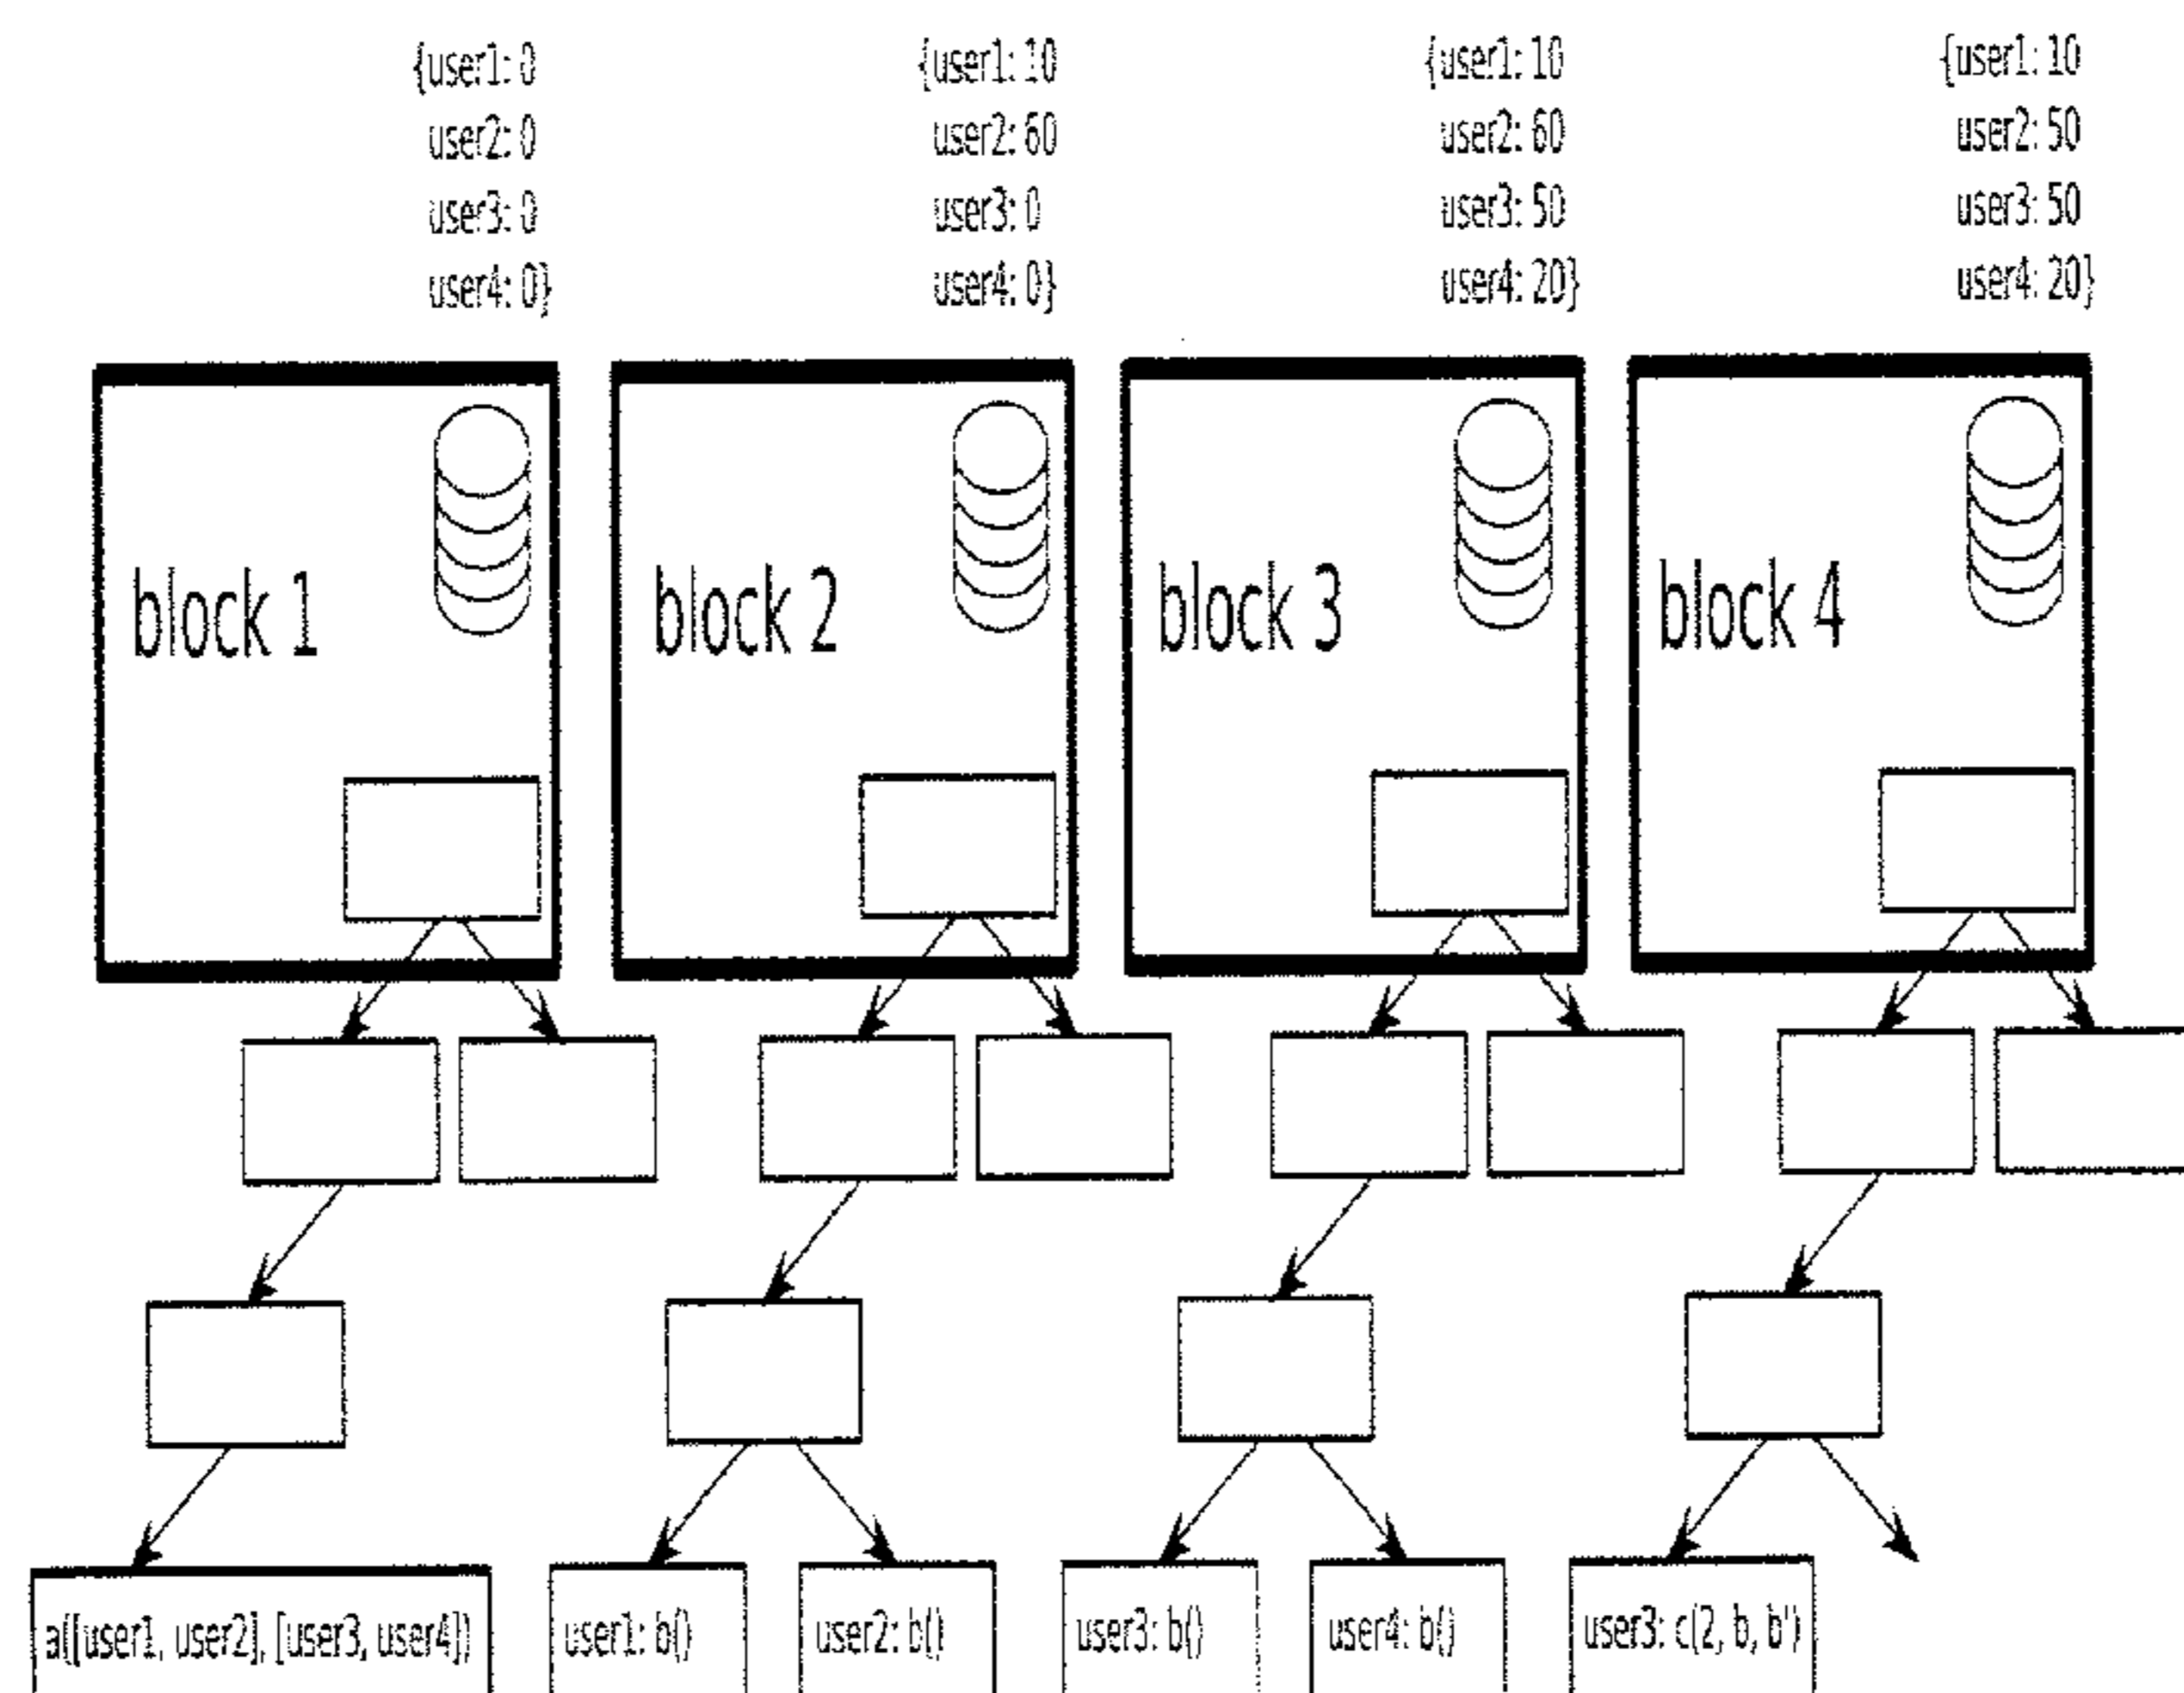 {user1: 0
user2: 0
user3: 0
user4: 0}
{user1: 10
user2: 60
user3: 0
user4: 0}
{user1: 10
user2: 60
user3: 50
user4: 20}
{user1: 10
user2: 50
user3: 50
user4: 20}
block 1
block 2
block 3
block 4
a([user1, user2], [user3, user4])
user1: b()
user2: b()
user3: b()
user4: b()
user3: c(2, b, b')